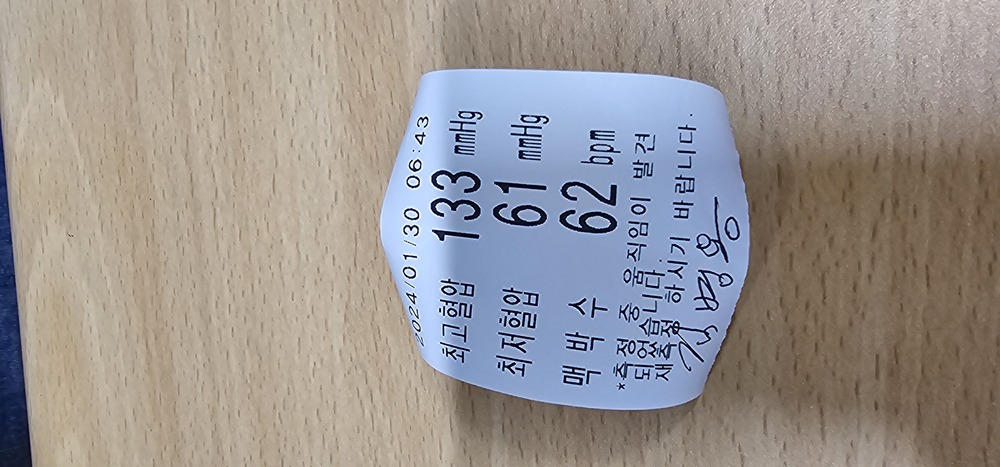 2024/01/30 06:43
최고혈압 133 mmHg
최저혈압 61 mmHg
맥 박 수 62 bpm
*측정 중 움직임이 발견
되었습니다.
재측정 하시기 바랍니다.